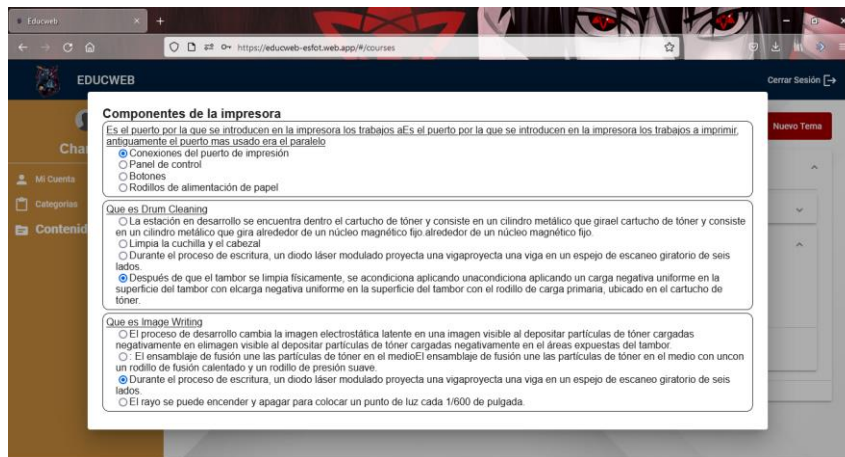 Educweb
https://educweb-esfot.web.app/#/courses
EDUCWEB
Cerrar Sesión
Componentes de la impresora
Nuevo Tema
Es el puerto por la que se introducen en la impresora los trabajos aEs el puerto por la que se introducen en la impresora los trabajos a imprimir,
antiguamente el puerto mas usado era el paralelo
Conexiones del puerto de impresión
Panel de control
Botones
Rodillos de alimentación de papel
Char
Mi Cuenta
Categorias
Contenid
Que es Drum Cleaning
La estación en desarrollo se encuentra dentro el cartucho de tóner y consiste en un cilindro metálico que girael cartucho de tóner y consiste
en un cilindro metálico que gira alrededor de un núcleo magnético fijo alrededor de un núcleo magnético fijo.
Limpia la cuchilla y el cabezal
Durante el proceso de escritura, un diodo láser modulado proyecta una vigaproyecta una viga en un espejo de escaneo giratorio de seis
lados.
Después de que el tambor se limpia físicamente, se acondiciona aplicando unacondiciona aplicando un carga negativa uniforme en la
superficie del tambor con elcarga negativa uniforme en la superficie del tambor con el rodillo de carga primaria, ubicado en el cartucho de
tóner.
Que es Image Writing
El proceso de desarrollo cambia la imagen electrostática latente en una imagen visible al depositar partículas de tóner cargadas
negativamente en elimagen visible al depositar partículas de tóner cargadas negativamente en el áreas expuestas del tambor.
: El ensamblaje de fusión une las partículas de tóner en el medioEl ensamblaje de fusión une las partículas de tóner en el medio con uncon
un rodillo de fusión calentado y un rodillo de presión suave.
Durante el proceso de escritura, un diodo láser modulado proyecta una vigaproyecta una viga en un espejo de escaneo giratorio de seis
lados.
El rayo se puede encender y apagar para colocar un punto de luz cada 1/600 de pulgada.